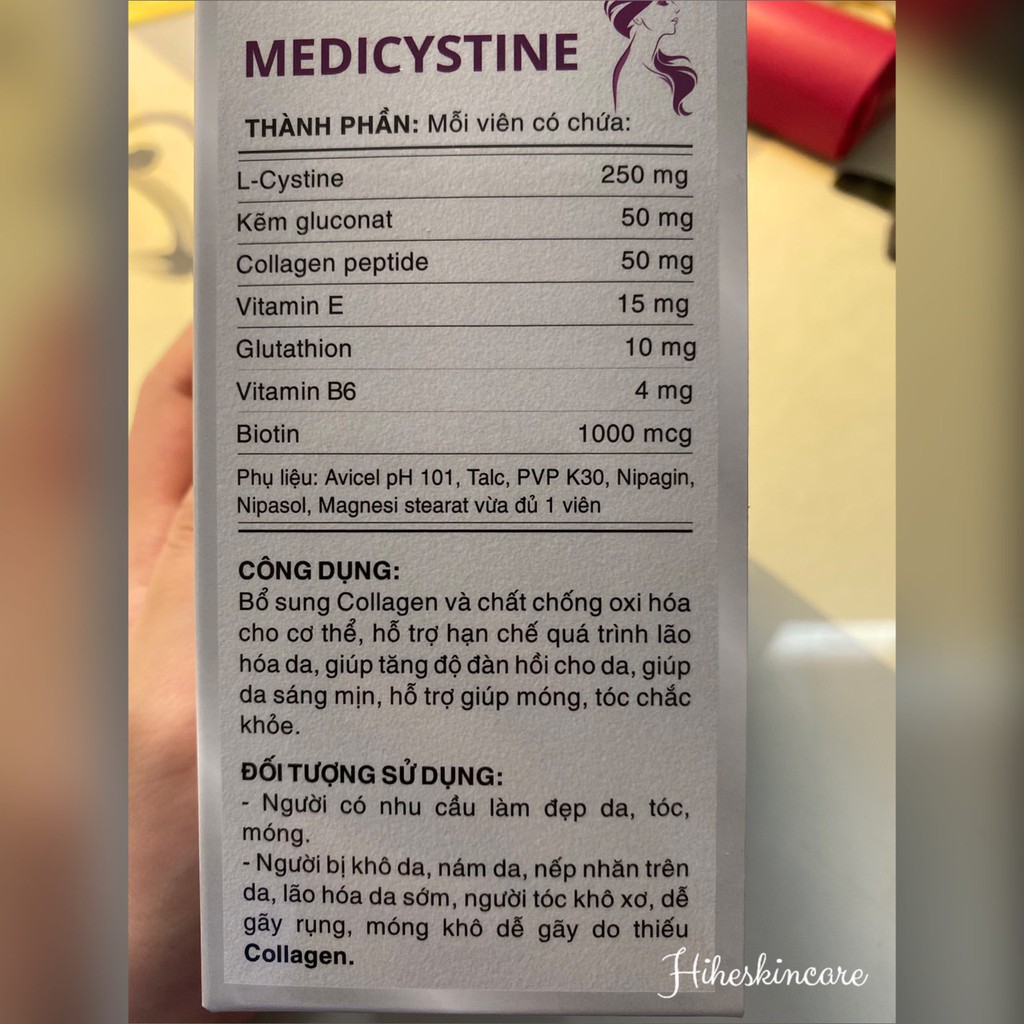 MEDICYSTINE
THÀNH PHẦN: Mỗi viên có chứa:
L-Cystine 250 mg
Kẽm gluconat 50 mg
Collagen peptide 50 mg
Vitamin E 15 mg
Glutathion 10 mg
Vitamin B6 4 mg
Biotin 1000 mcg
Phụ liệu: Avicel pH 101, Talc, PVP K30, Nipagin,
Nipasol, Magnesi stearat vừa đủ 1 viên
CÔNG DỤNG:
Bổ sung Collagen và chất chống oxi hóa
cho cơ thể, hỗ trợ hạn chế quá trình lão
hóa da, giúp tăng độ đàn hồi cho da, giúp
da sáng mịn, hỗ trợ giúp móng, tóc chắc
khỏe.
ĐỐI TƯỢNG SỬ DỤNG:
- Người có nhu cầu làm đẹp da, tóc,
móng.
- Người bị khô da, nám da, nếp nhăn trên
da, lão hóa da sớm, người tóc khô xơ, dễ
gãy rụng, móng khô dễ gãy do thiếu
Collagen.
Hiheskincare